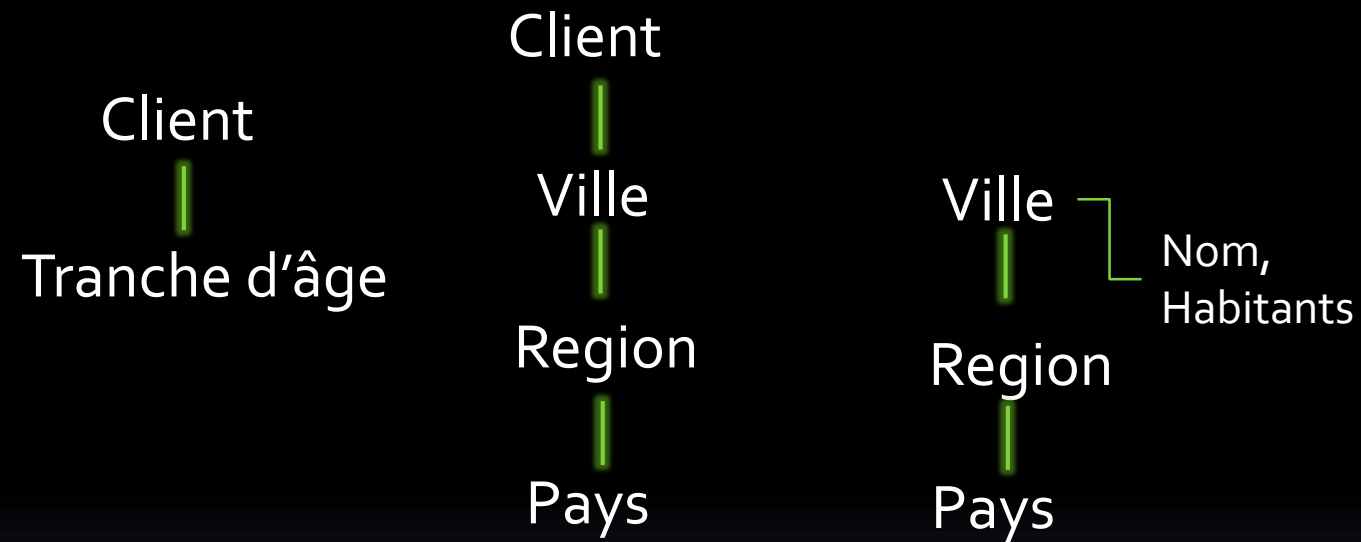 Client
Tranche d'âge
Client
Ville
Region
Pays
Ville
Nom,
Habitants
Region
Pays